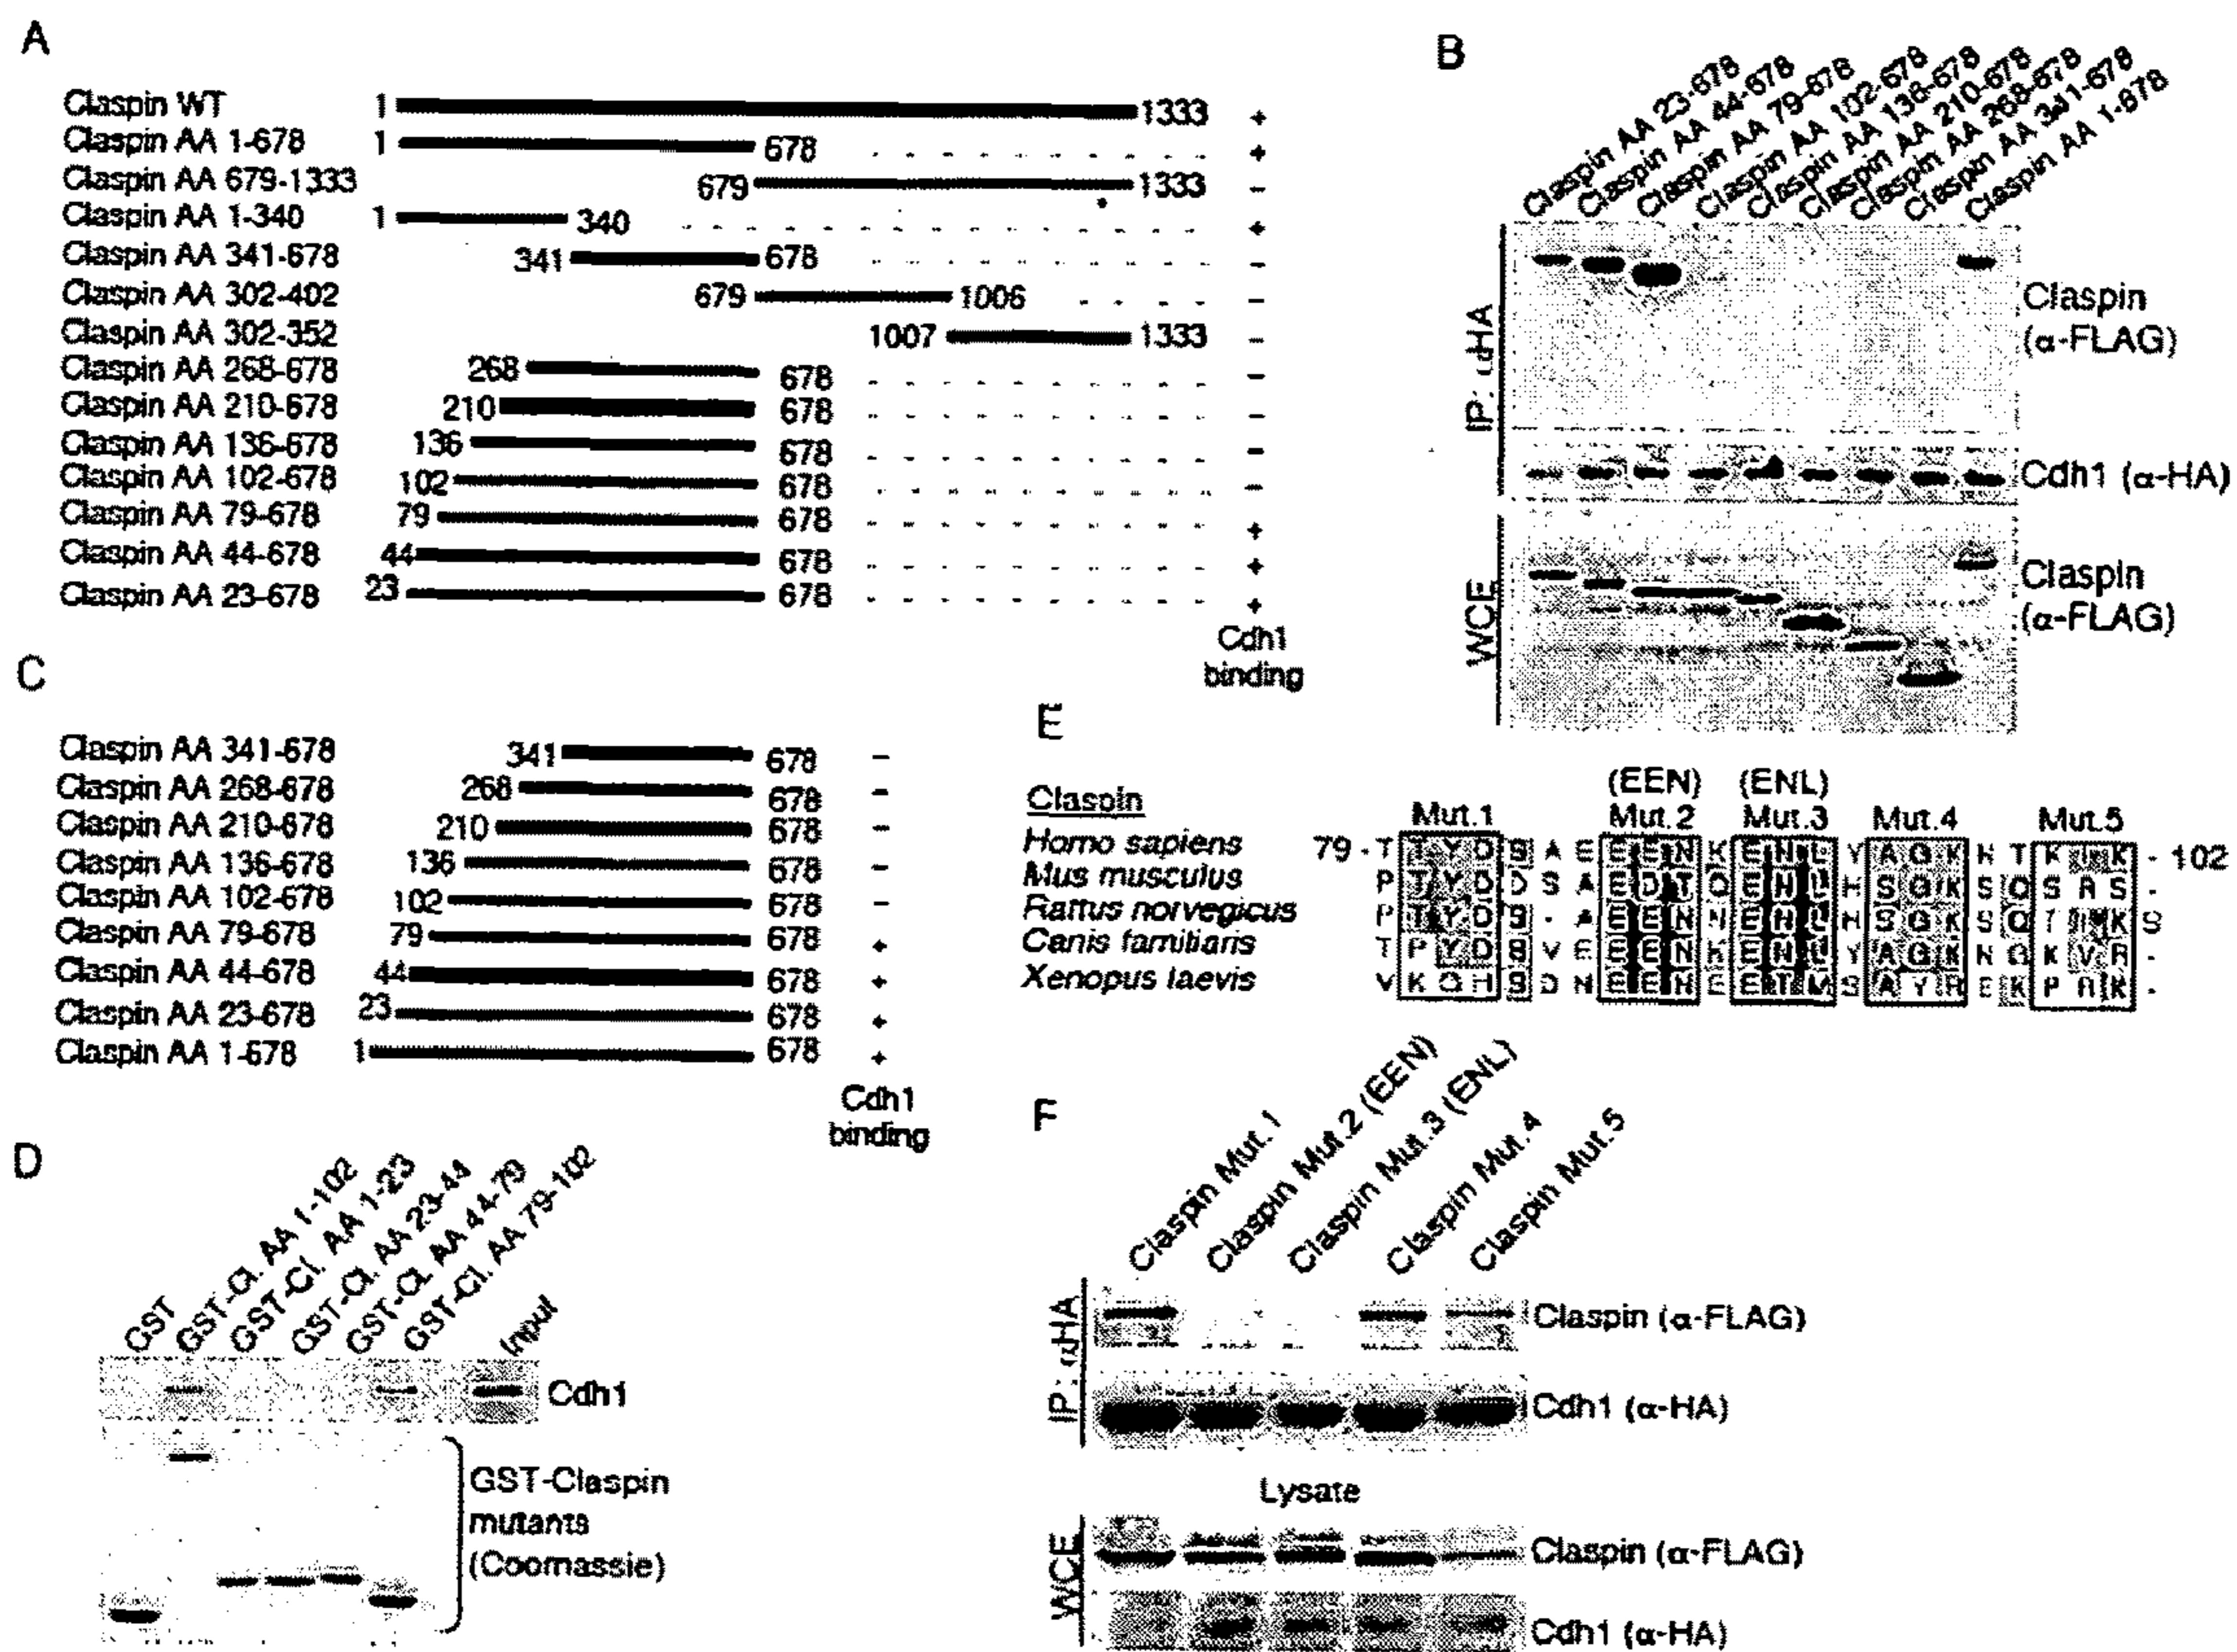 A
Claspin WT 1 1333 +
Claspin AA 1-678 1 678 +
Claspin AA 679-1333 679 1333 -
Claspin AA 1-340 1 340 +
Claspin AA 341-678 341 678 -
Claspin AA 302-402 679 1006 -
Claspin AA 302-352 1007 1333 -
Claspin AA 268-678 268 678 -
Claspin AA 210-678 210 678 -
Claspin AA 136-678 136 678 -
Claspin AA 102-678 102 678 -
Claspin AA 79-678 79 678 +
Claspin AA 44-678 44 678 +
Claspin AA 23-678 23 678 +
Cdh1
binding
B
Claspin AA 23-678
Claspin AA 44-678
Claspin AA 79-678
Claspin AA 102-678
Claspin AA 136-678
Claspin AA 210-678
Claspin AA 268-678
Claspin AA 341-678
Claspin AA 1-678
IP: αHA
Claspin
(α-FLAG)
Cdh1 (α-HA)
WCE
Claspin
(α-FLAG)
C
Claspin AA 341-678 341 678 -
Claspin AA 268-678 268 678 -
Claspin AA 210-678 210 678 -
Claspin AA 136-678 136 678 -
Claspin AA 102-678 102 678 -
Claspin AA 79-678 79 678 +
Claspin AA 44-678 44 678 +
Claspin AA 23-678 23 678 +
Claspin AA 1-678 1 678 +
Cdh1
binding
D
GST
GST-Cl. AA 1-102
GST-Cl. AA 1-23
GST-Cl. AA 23-44
GST-Cl. AA 44-79
GST-Cl. AA 79-102
Input
Cdh1
GST-Claspin
mutants
(Coomassie)
E
(EEN) (ENL)
Claspin Mut.1 Mut.2 Mut.3 Mut.4 Mut.5
Homo sapiens 79 - T T Y D S A E E E N K E N L Y A G K N T K - 102
Mus musculus P T Y D D S A E D T Q E N L H S G K S Q S R S -
Rattus norvegicus P T Y D S - A E E N N E N L H S G K S Q K S
Canis familiaris T P Y D S V E E E N K E N L Y A G K N Q K V R -
Xenopus laevis V K Q H S D N E E N E E T M S A Y R E K P K -
F
Claspin Mut.1
Claspin Mut.2 (EEN)
Claspin Mut.3 (ENL)
Claspin Mut.4
Claspin Mut.5
IP: αHA
Claspin (α-FLAG)
Cdh1 (α-HA)
Lysate
WCE
Claspin (α-FLAG)
Cdh1 (α-HA)